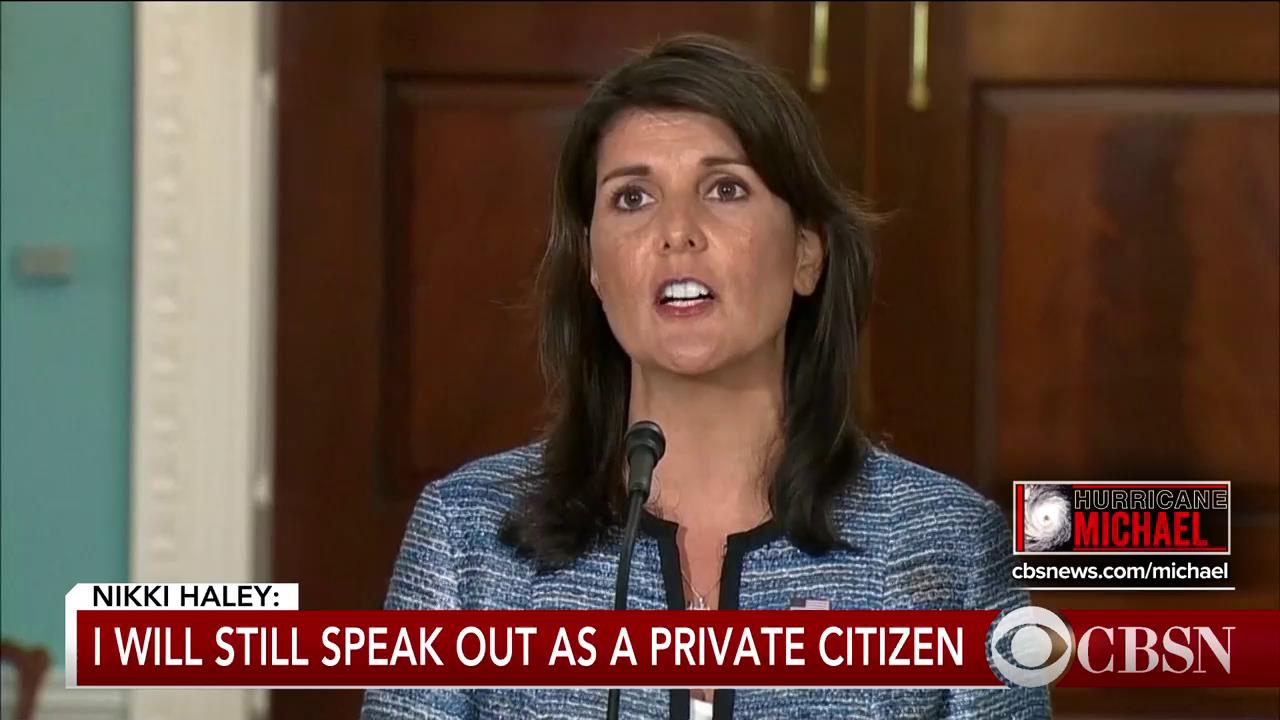 HURRICANE
MICHAEL
cbsnews.com/michael
NIKKI HALEY:
I WILL STILL SPEAK OUT AS A PRIVATE CITIZEN
CBSN